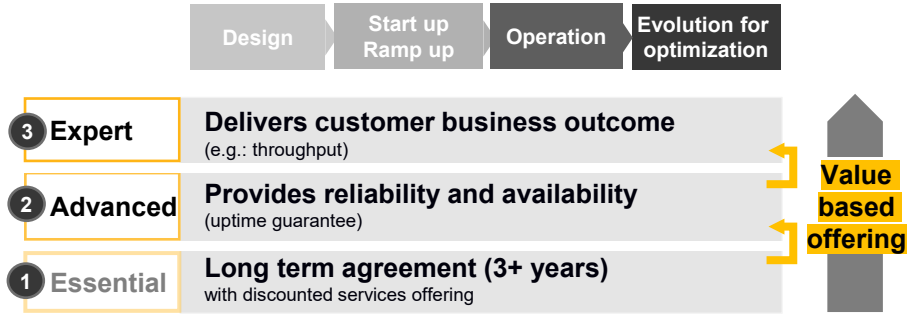 Design
Start up
Ramp up
Operation
Evolution for
optimization
3 Expert
Delivers customer business outcome
(e.g.: throughput)
2 Advanced
Provides reliability and availability
(uptime guarantee)
1 Essential
Long term agreement (3+ years)
with discounted services offering
Value
based
offering